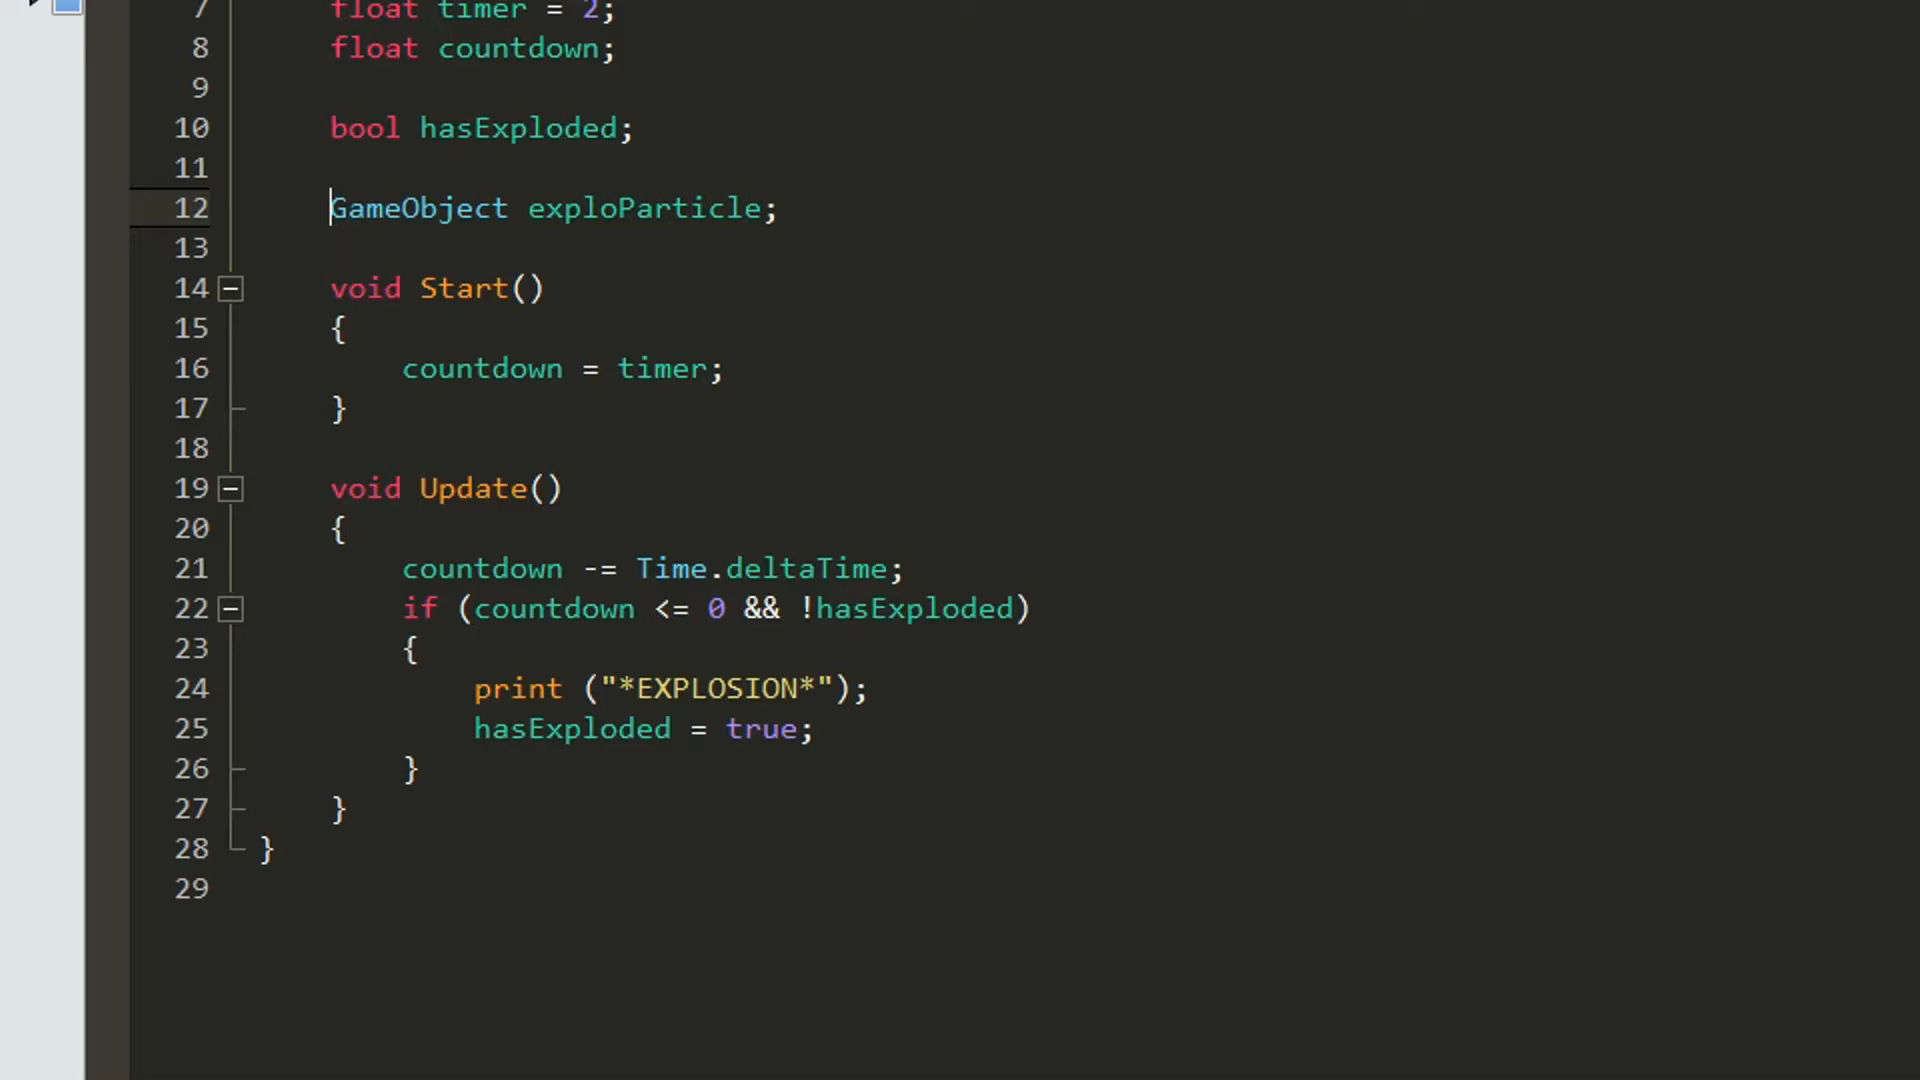 7 float timer = 2;
8 float countdown;
9
10 bool hasExploded;
11
12 GameObject exploParticle;
13
14 void Start()
15 {
16 countdown = timer;
17 }
18
19 void Update()
20 {
21 countdown -= Time.deltaTime;
22 if (countdown <= 0 && !hasExploded)
23 {
24 print ("*EXPLOSION*");
25 hasExploded = true;
26 }
27 }
28 }
29